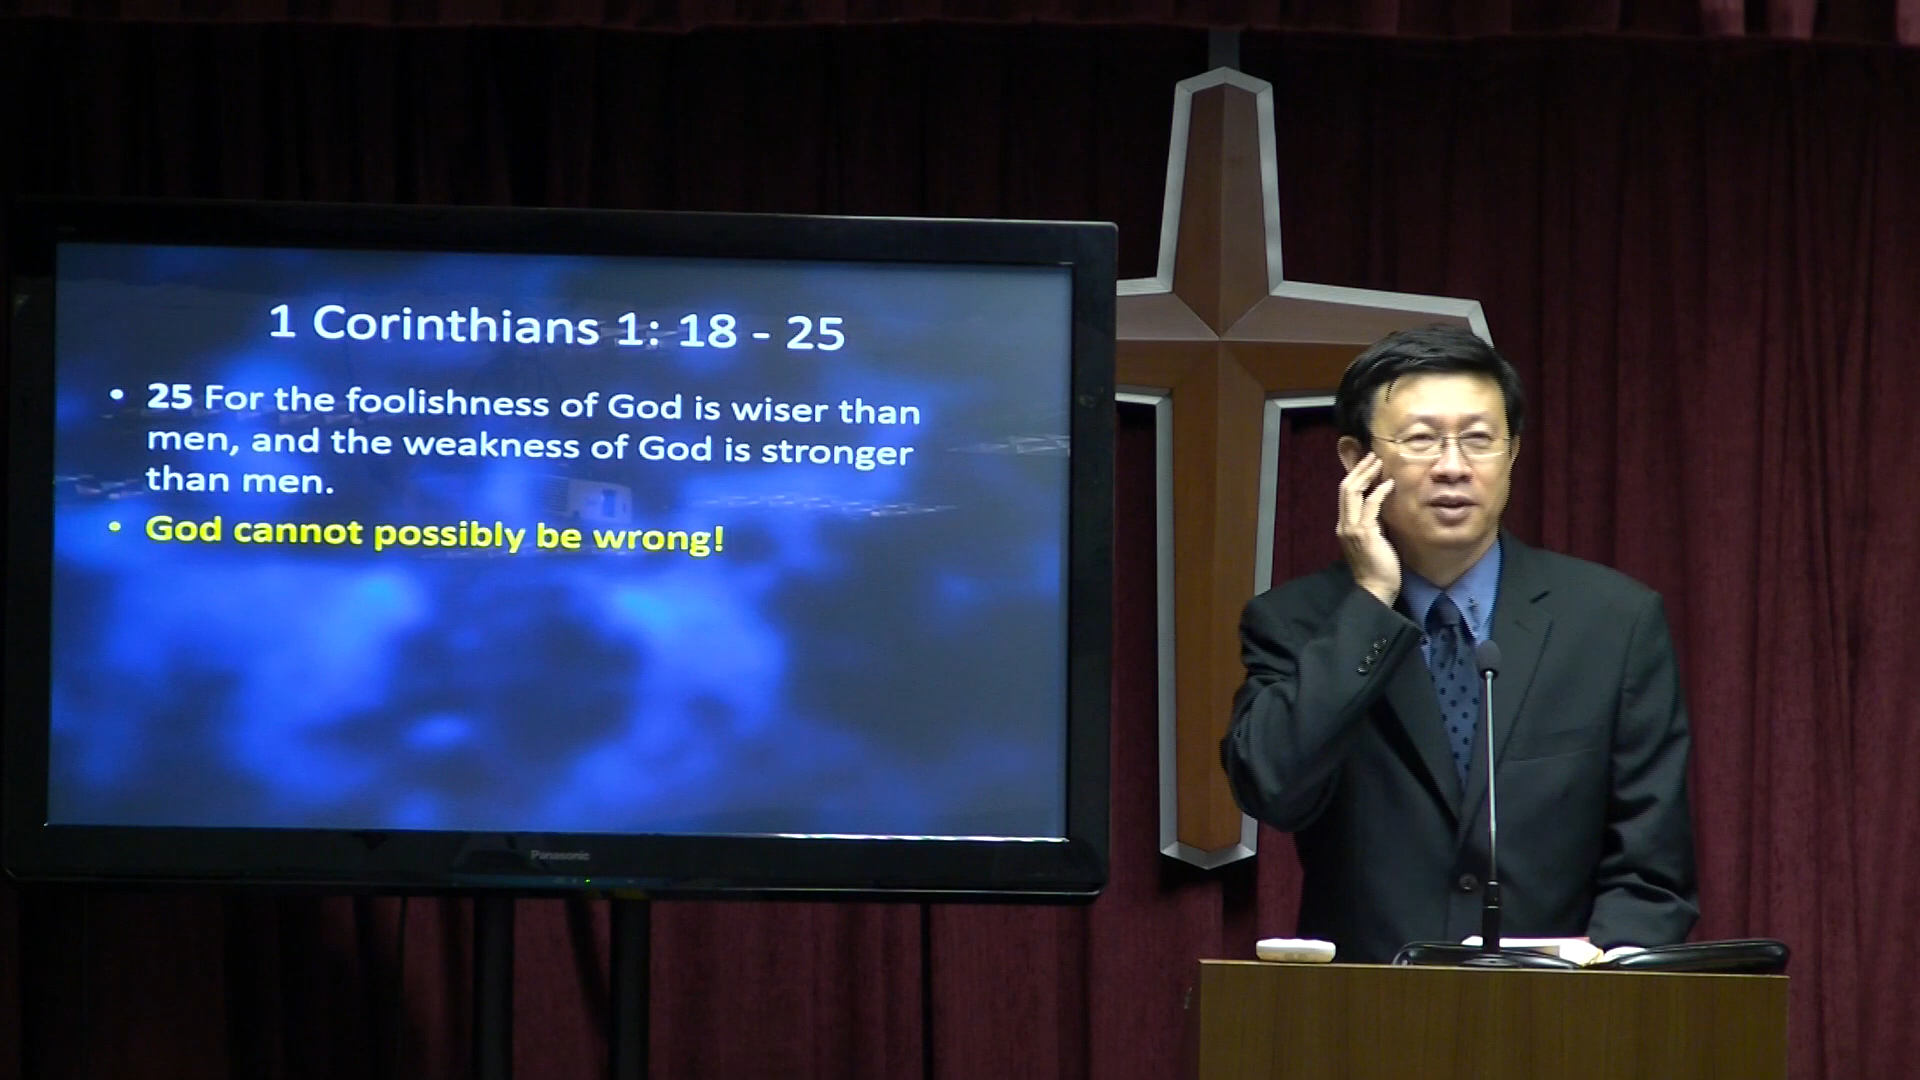 1 Corinthians 1: 18 - 25
• 25 For the foolishness of God is wiser than
men, and the weakness of God is stronger
than men.
• God cannot possibly be wrong!
Panasonic